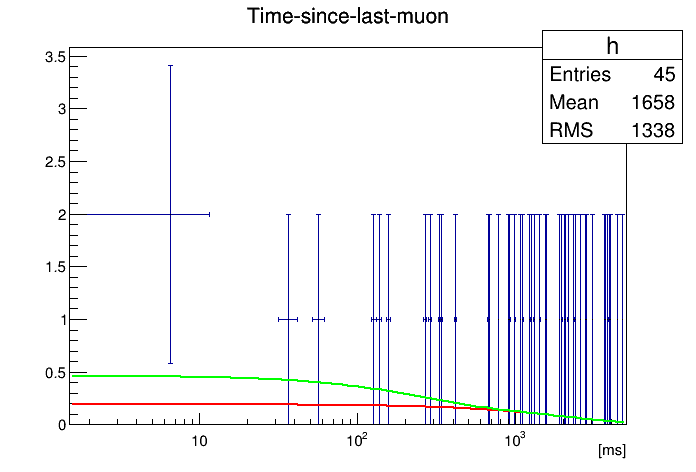 Time-since-last-muon
h
Entries 45
Mean 1658
RMS 1338
3.5
3
2.5
2
1.5
1
0.5
0
10 10² 10³
[ms]